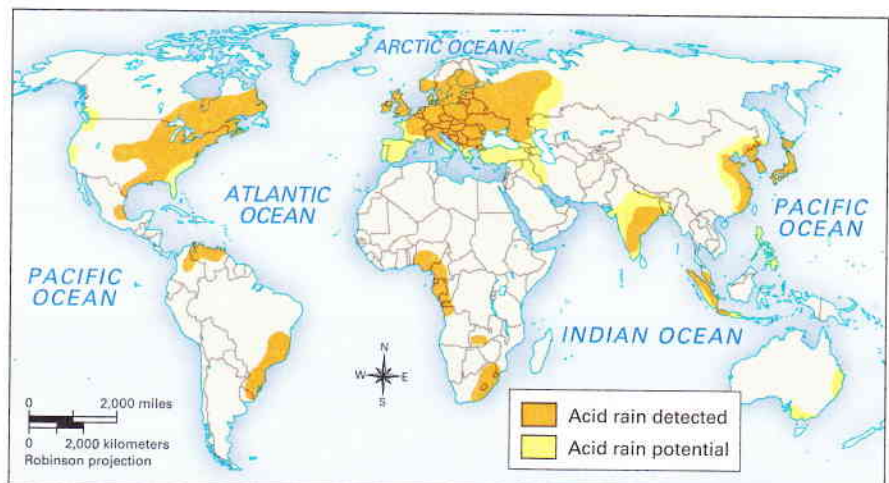 ARCTIC OCEAN
ATLANTIC
OCEAN
PACIFIC
OCEAN
PACIFIC
OCEAN
INDIAN OCEAN
N
W
E
S
0
2,000 miles
0
2,000 kilometers
Robinson projection
Acid rain detected
Acid rain potential